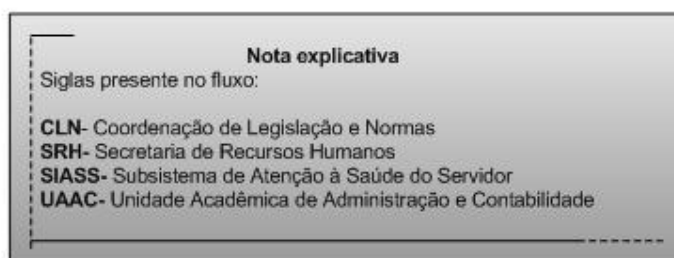 Nota explicativa
Siglas presente no fluxo:
CLN- Coordenação de Legislação e Normas
SRH- Secretaria de Recursos Humanos
SIASS- Subsistema de Atenção à Saúde do Servidor
UAAC- Unidade Acadêmica de Administração e Contabilidade